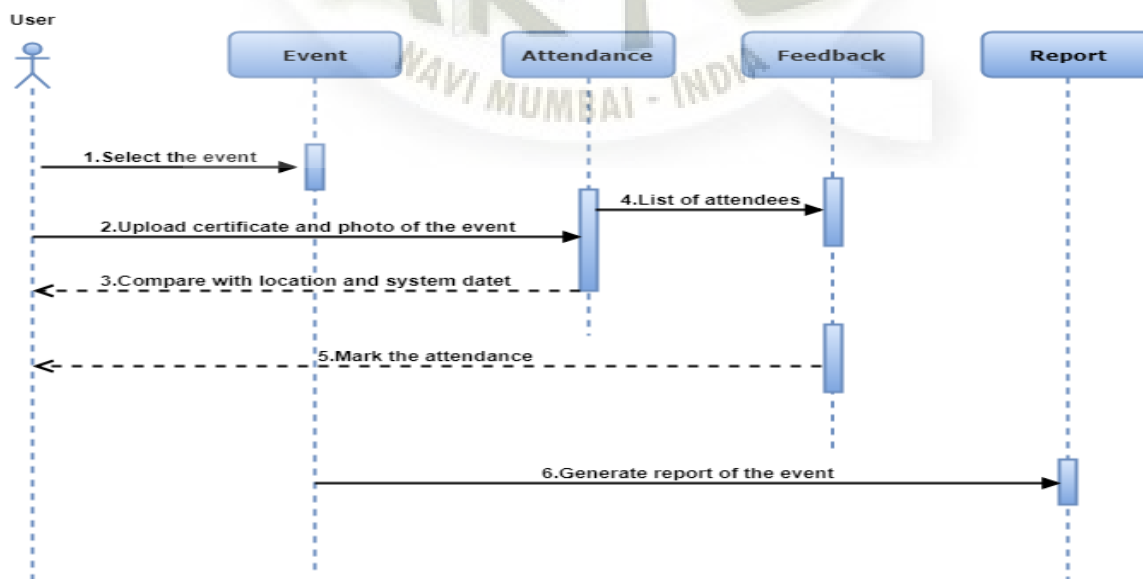 User
Event
Attendance
Feedback
Report
NAVI MUMBAI - INDIA
1.Select the event
4.List of attendees
2.Upload certificate and photo of the event
3.Compare with location and system datet
5.Mark the attendance
6.Generate report of the event